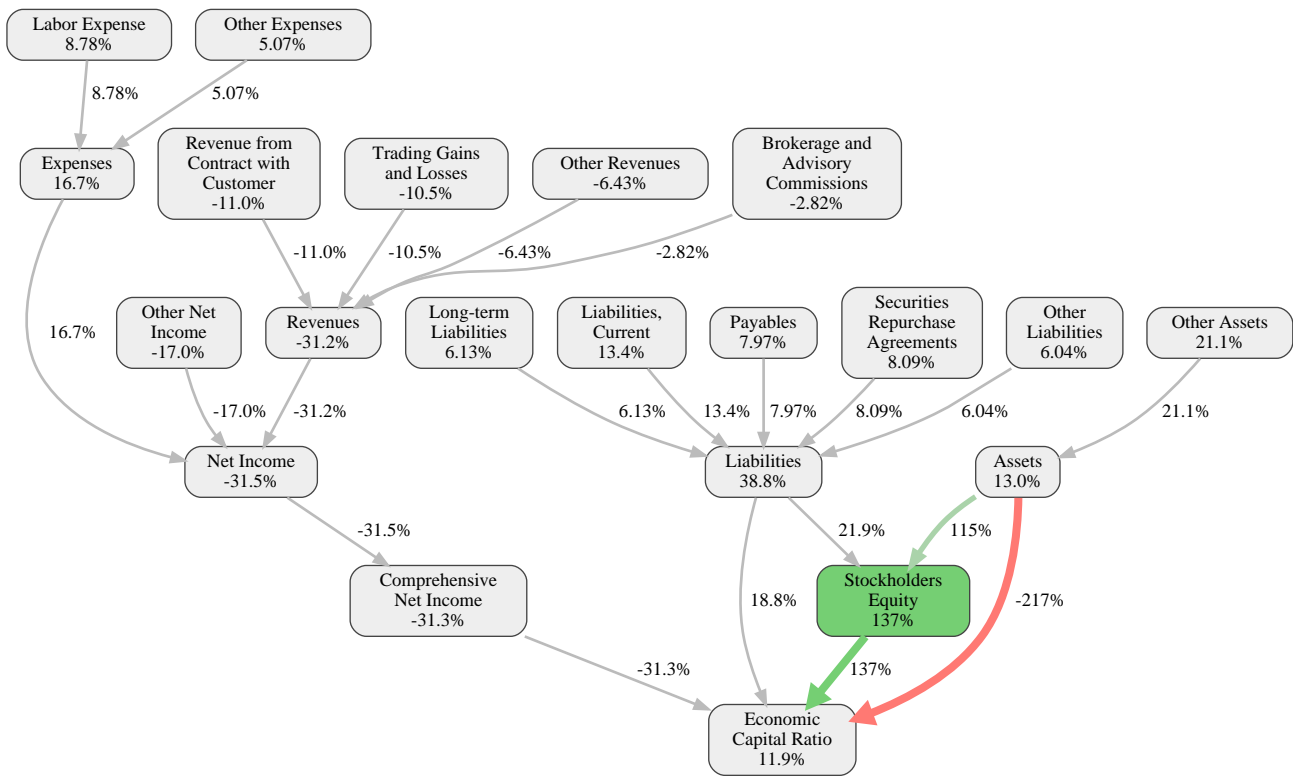 Labor Expense
8.78%
Other Expenses
5.07%
8.78%
5.07%
Expenses
16.7%
Revenue from
Contract with
Customer
-11.0%
Trading Gains
and Losses
-10.5%
Other Revenues
-6.43%
Brokerage and
Advisory
Commissions
-2.82%
-11.0%
-10.5%
-6.43%
-2.82%
16.7%
Other Net
Income
-17.0%
Revenues
-31.2%
Long-term
Liabilities
6.13%
Liabilities,
Current
13.4%
Payables
7.97%
Securities
Repurchase
Agreements
8.09%
Other
Liabilities
6.04%
Other Assets
21.1%
-17.0%
-31.2%
6.13%
13.4%
7.97%
8.09%
6.04%
21.1%
Net Income
-31.5%
Liabilities
38.8%
Assets
13.0%
-31.5%
21.9%
115%
Comprehensive
Net Income
-31.3%
18.8%
Stockholders
Equity
137%
-217%
-31.3%
137%
Economic
Capital Ratio
11.9%